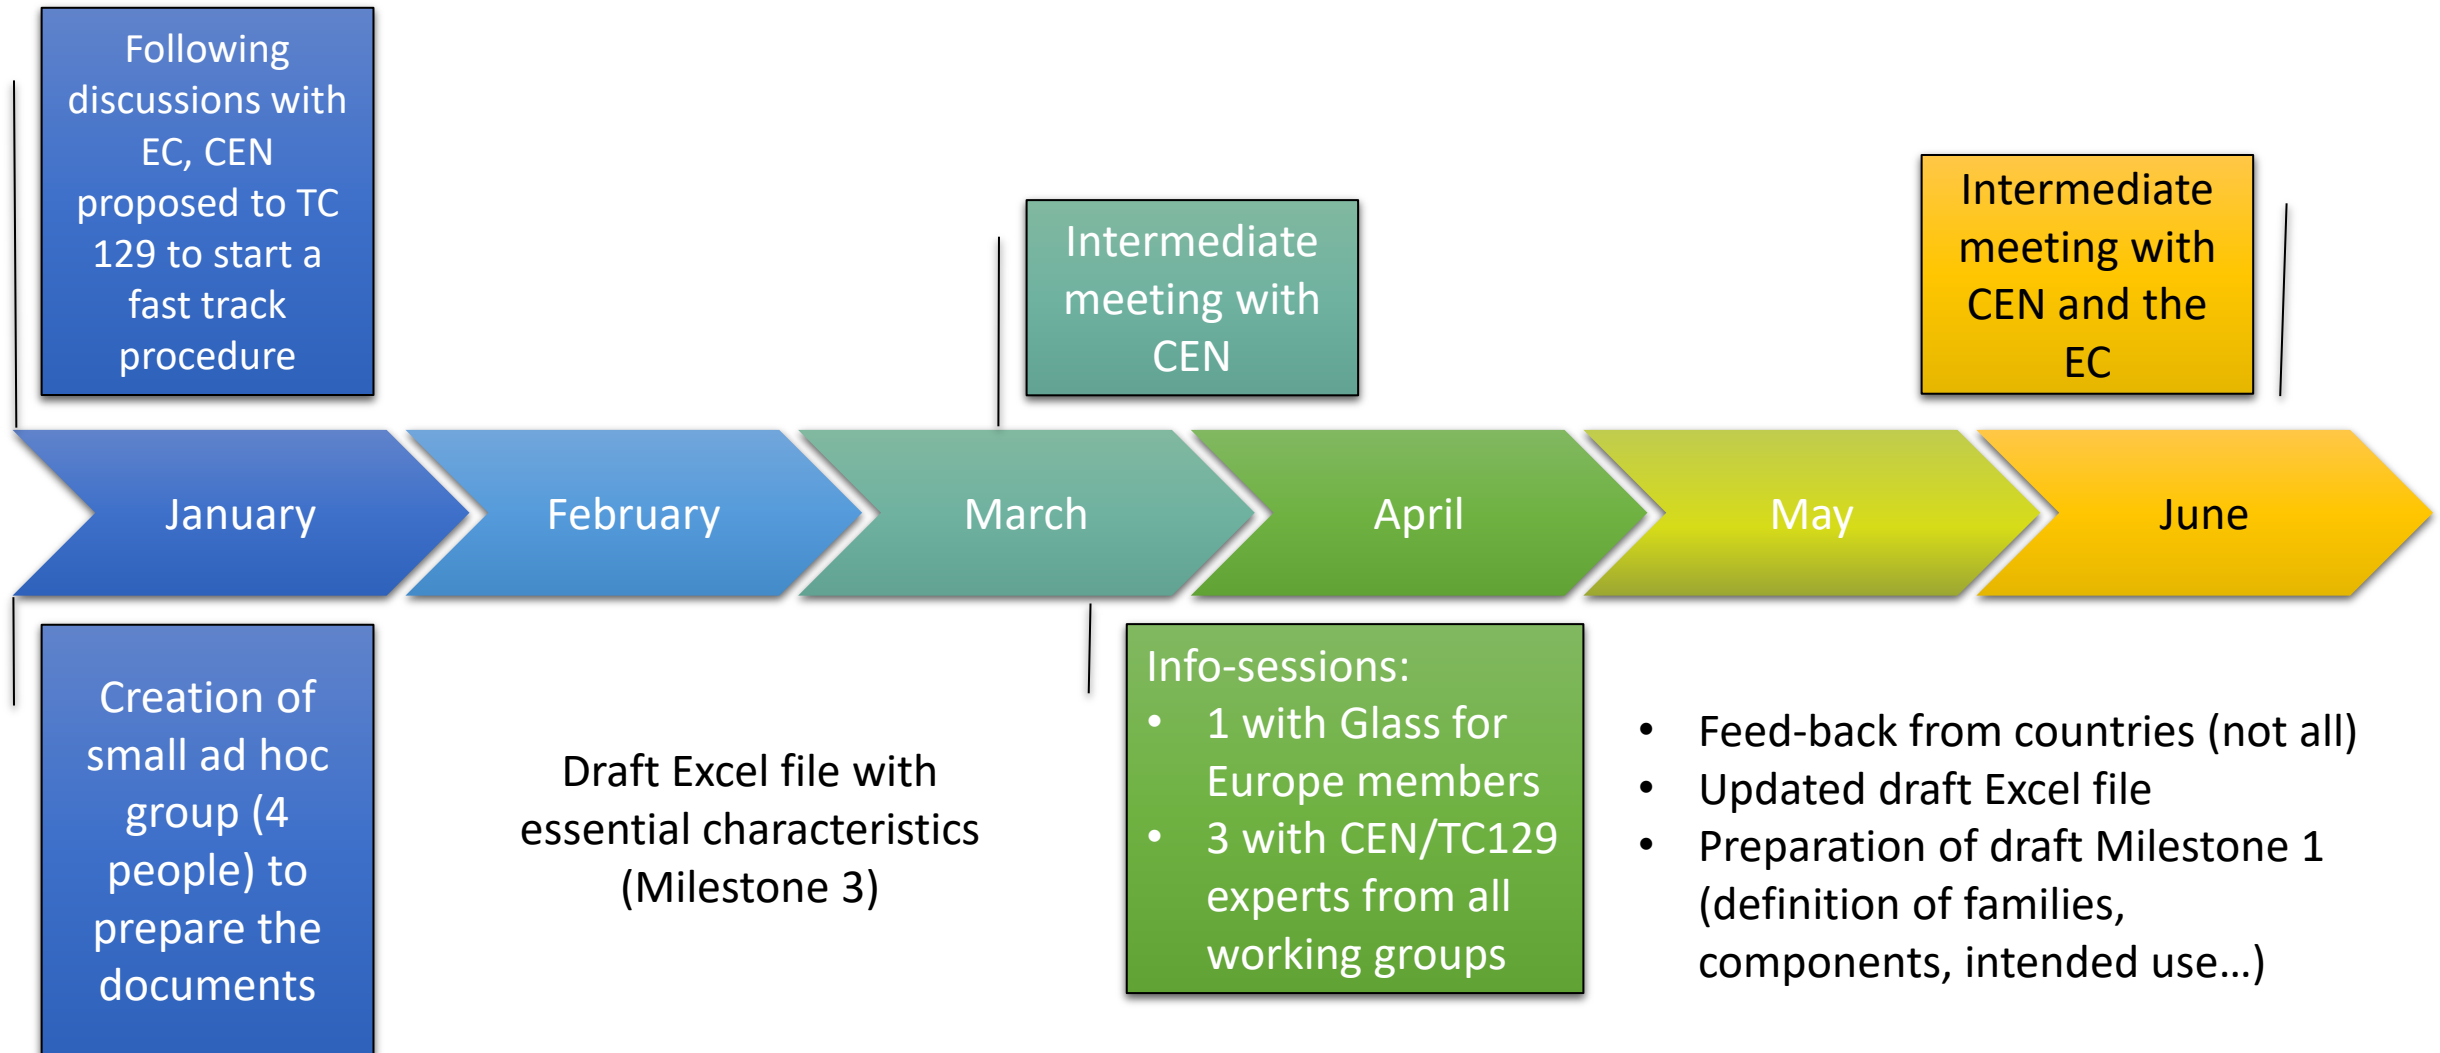 Following
discussions with
EC, CEN
proposed to TC
129 to start a
fast track
procedure
Intermediate
meeting with
CEN
Intermediate
meeting with
CEN and the
EC
January
February
March
April
May
June
Creation of
small ad hoc
group (4
people) to
prepare the
documents
Draft Excel file with
essential characteristics
(Milestone 3)
Info-sessions:
• 1 with Glass for
Europe members
• 3 with CEN/TC129
experts from all
working groups
• Feed-back from countries (not all)
• Updated draft Excel file
• Preparation of draft Milestone 1
(definition of families,
components, intended use…)